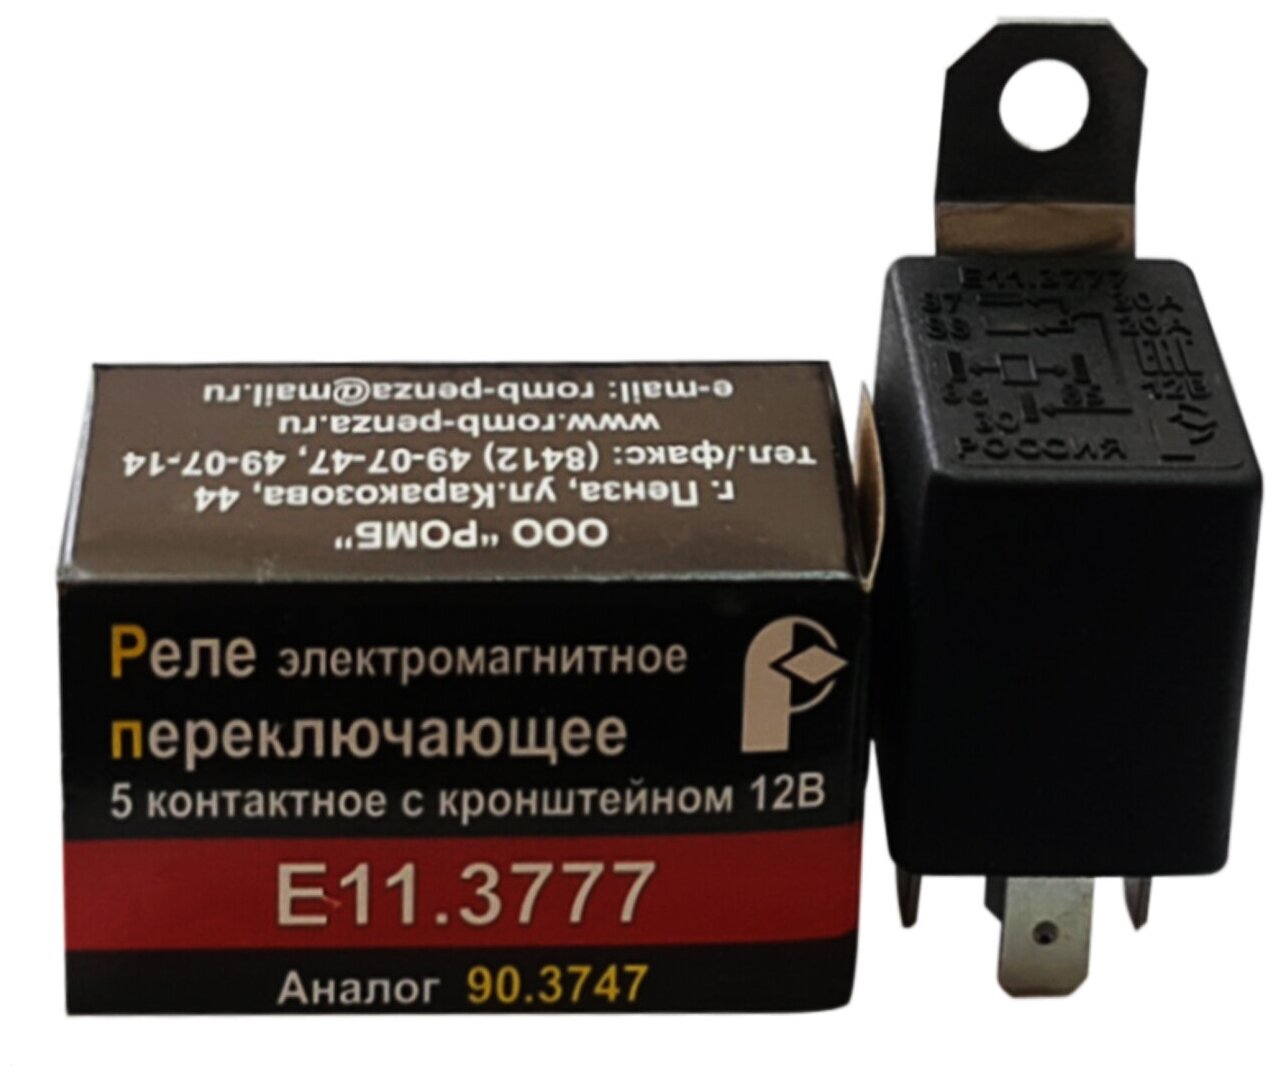 ООО "РОМБ"
г. Пенза, ул.Каракозова, 44
тел./факс: (8412) 49-07-47, 49-07-14
www.romb-penza.ru
e-mail: romb-penza@mail.ru
Реле электромагнитное
переключающее
5 контактное с кронштейном 12В
Е11.3777
Аналог 90.3747
Е11.3777
РОССИЯ